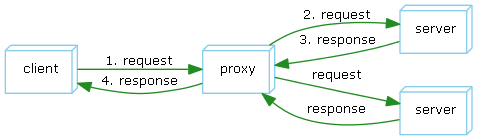 2. request
server
3. response
1. request
client
proxy
4. response
request
server
response